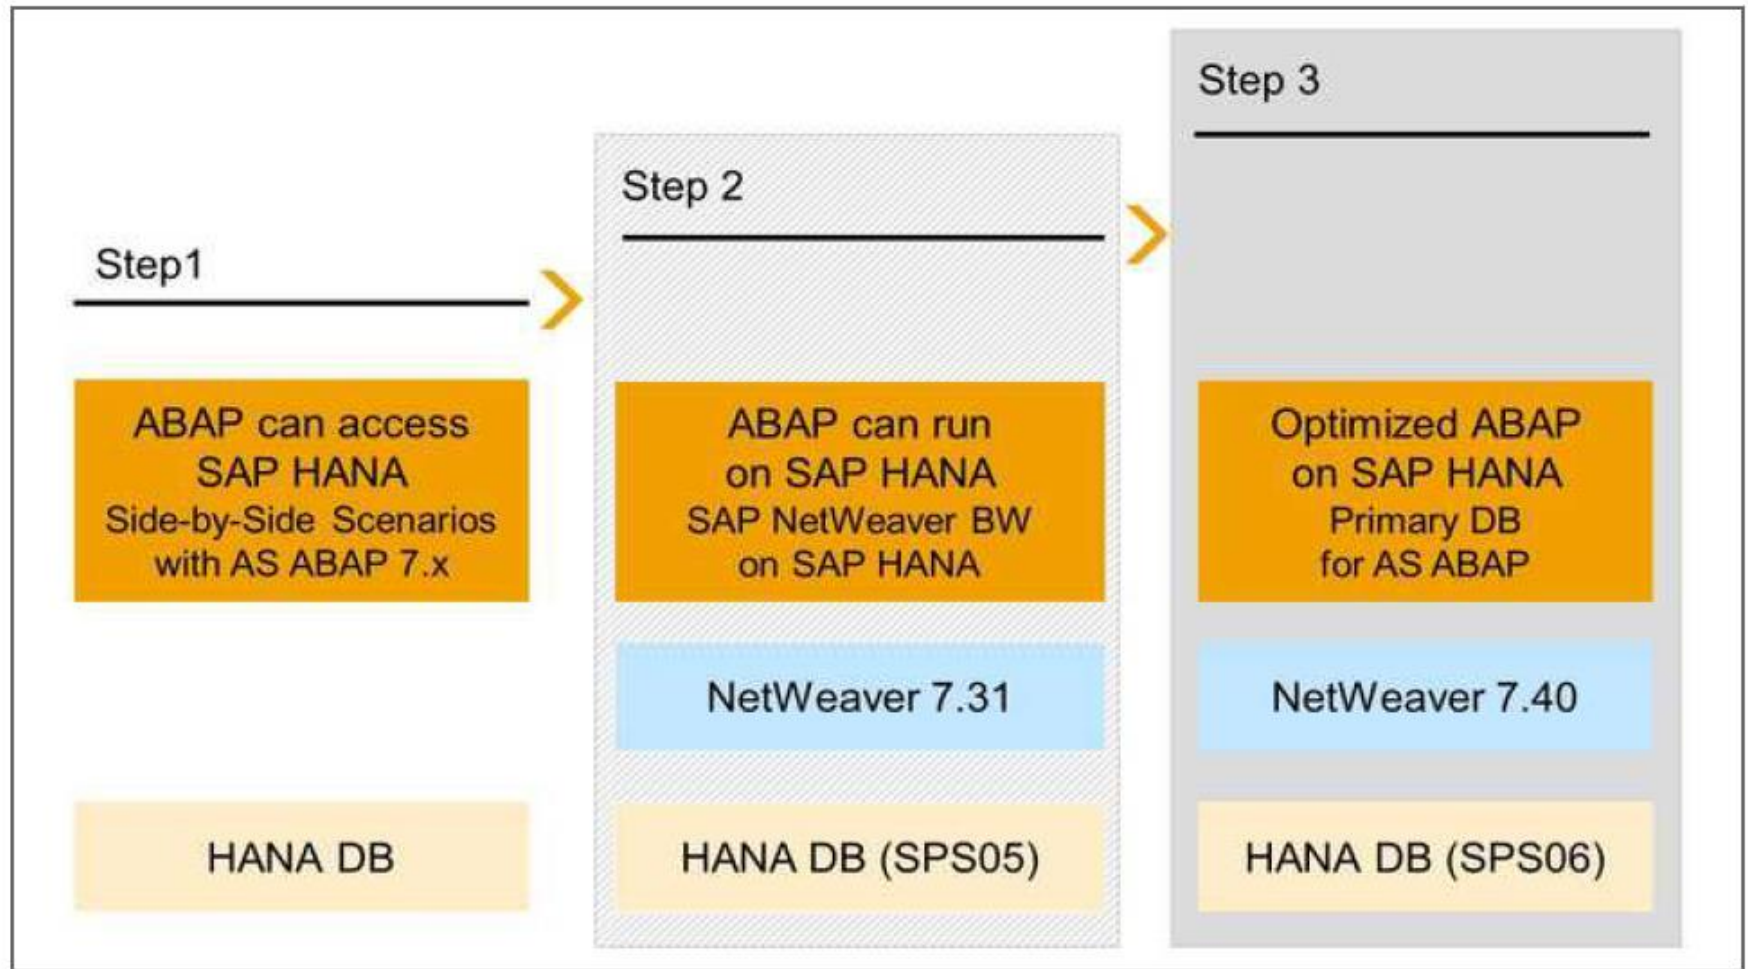 Step1
ABAP can access
SAP HANA
Side-by-Side Scenarios
with AS ABAP 7.x
HANA DB
Step 2
ABAP can run
on SAP HANA
SAP NetWeaver BW
on SAP HANA
NetWeaver 7.31
HANA DB (SPS05)
Step 3
Optimized ABAP
on SAP HANA
Primary DB
for AS ABAP
NetWeaver 7.40
HANA DB (SPS06)